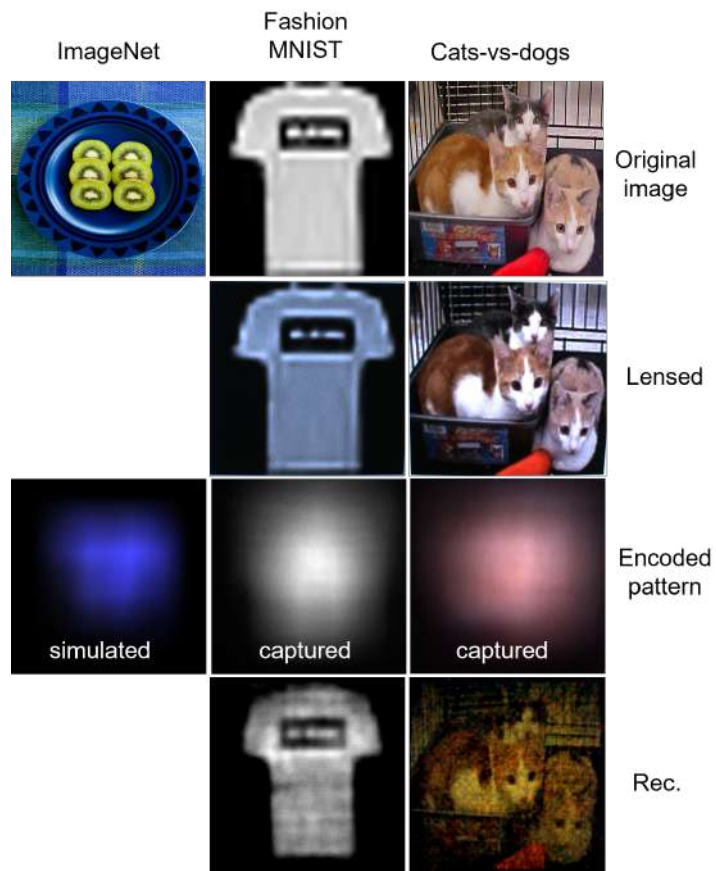 ImageNet
Fashion
MNIST
Cats-vs-dogs
Original
image
Lensed
Encoded
pattern
simulated
captured
captured
Rec.